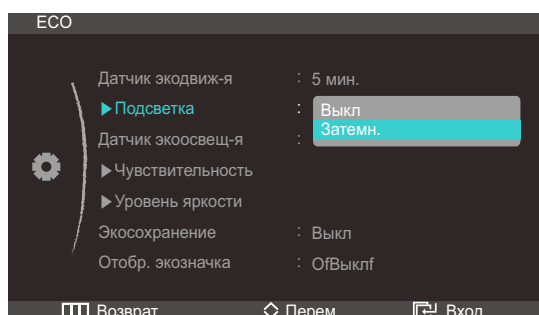 ECO
Датчик экодвиж-я : 5 мин.
▶Подсветка : Выкл
Затемн.
Датчик экоосвещ-я :
▶Чувствительность
▶Уровень яркости
Экосохранение : Выкл
Отобр. экозначка : OfВыклf
Возврат Перем. Вход